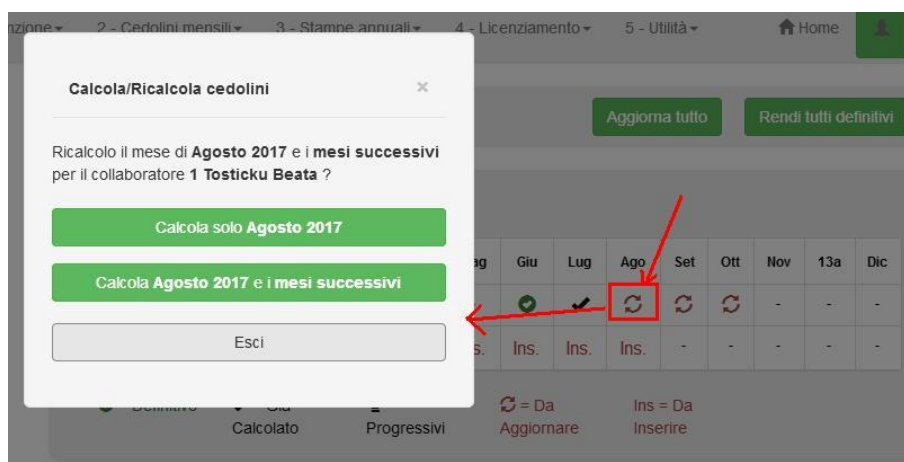 2 - Cedolini mensili 3 - Stampe annuali 4 - Licenziamento 5 - Utilità Home
Calcola/Ricalcola cedolini ×
Aggiorna tutto Rendi tutti definitivi
Ricalcolo il mese di Agosto 2017 e i mesi successivi
per il collaboratore 1 Tosticku Beata ?
Calcola solo Agosto 2017
Giu Lug Ago Set Ott Nov 13a Dic
Calcola Agosto 2017 e i mesi successivi
- - -
Esci
Ins. Ins. Ins. - - - - -
= Da Ins = Da
Calcolato Progressivi Aggiornare Inserire